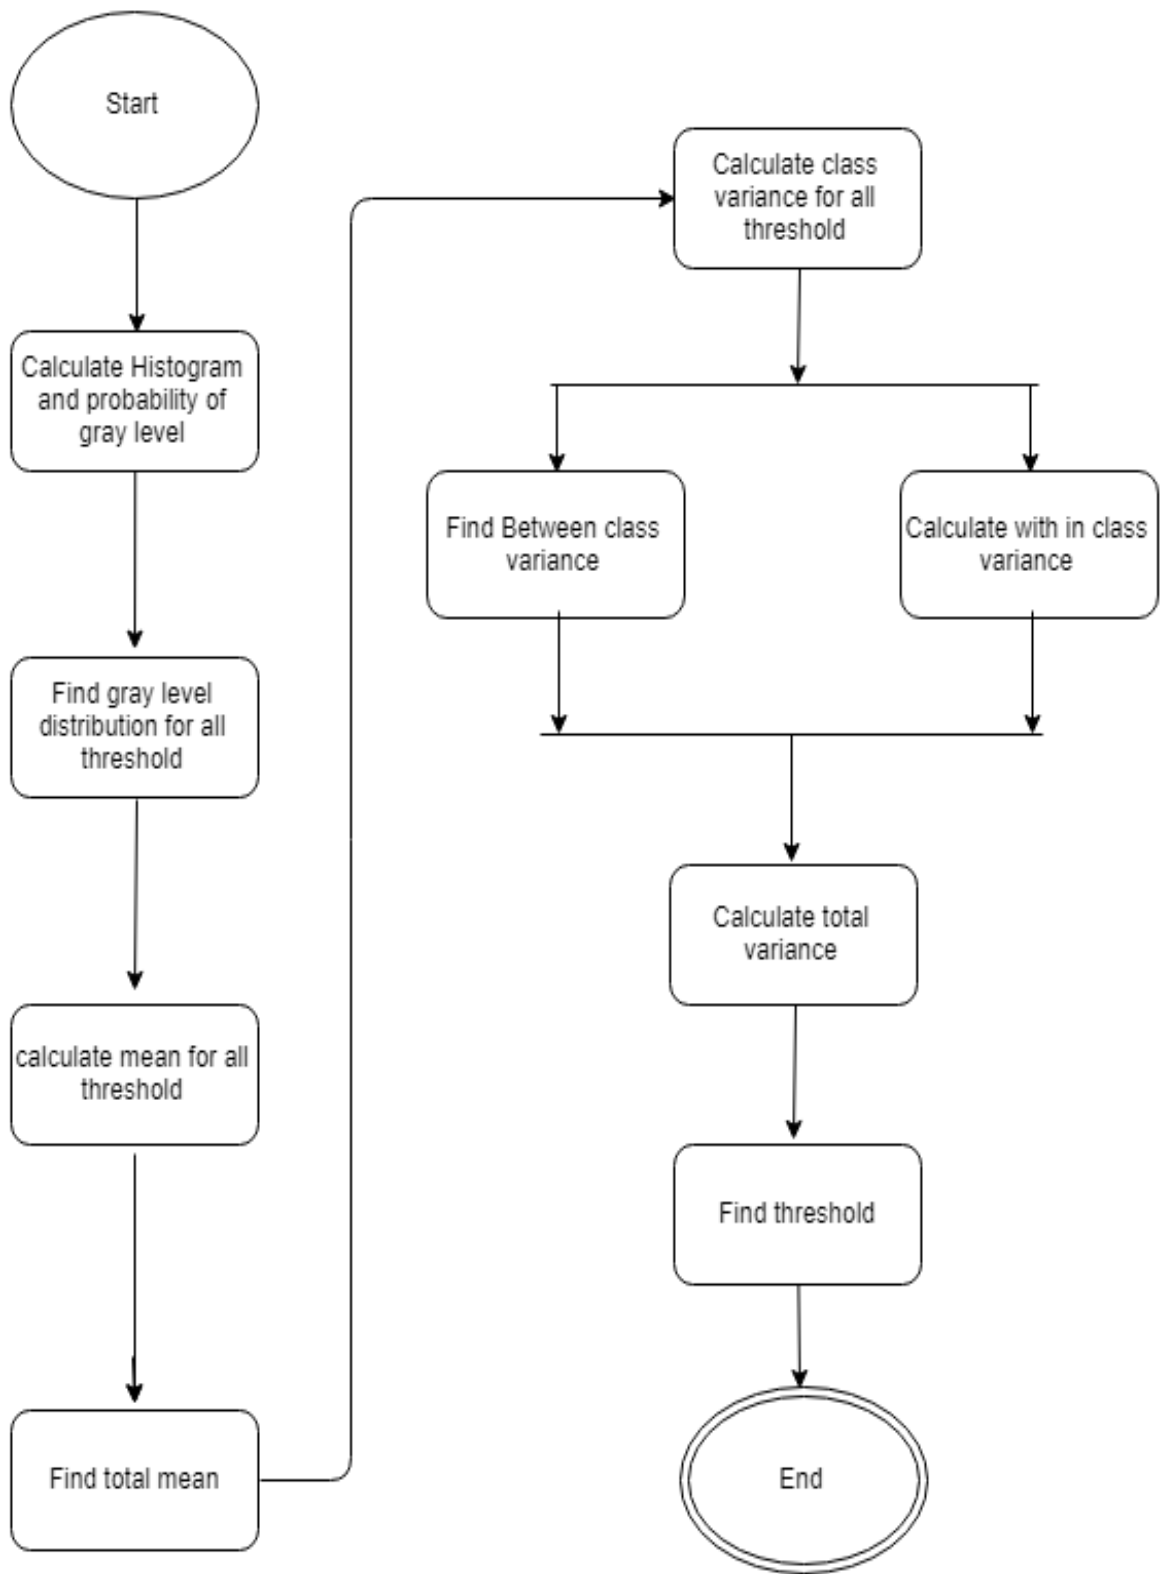 Start
Calculate Histogram
and probability of
gray level
Find gray level
distribution for all
threshold
calculate mean for all
threshold
Find total mean
Calculate class
variance for all
threshold
Find Between class
variance
Calculate with in class
variance
Calculate total
variance
Find threshold
End